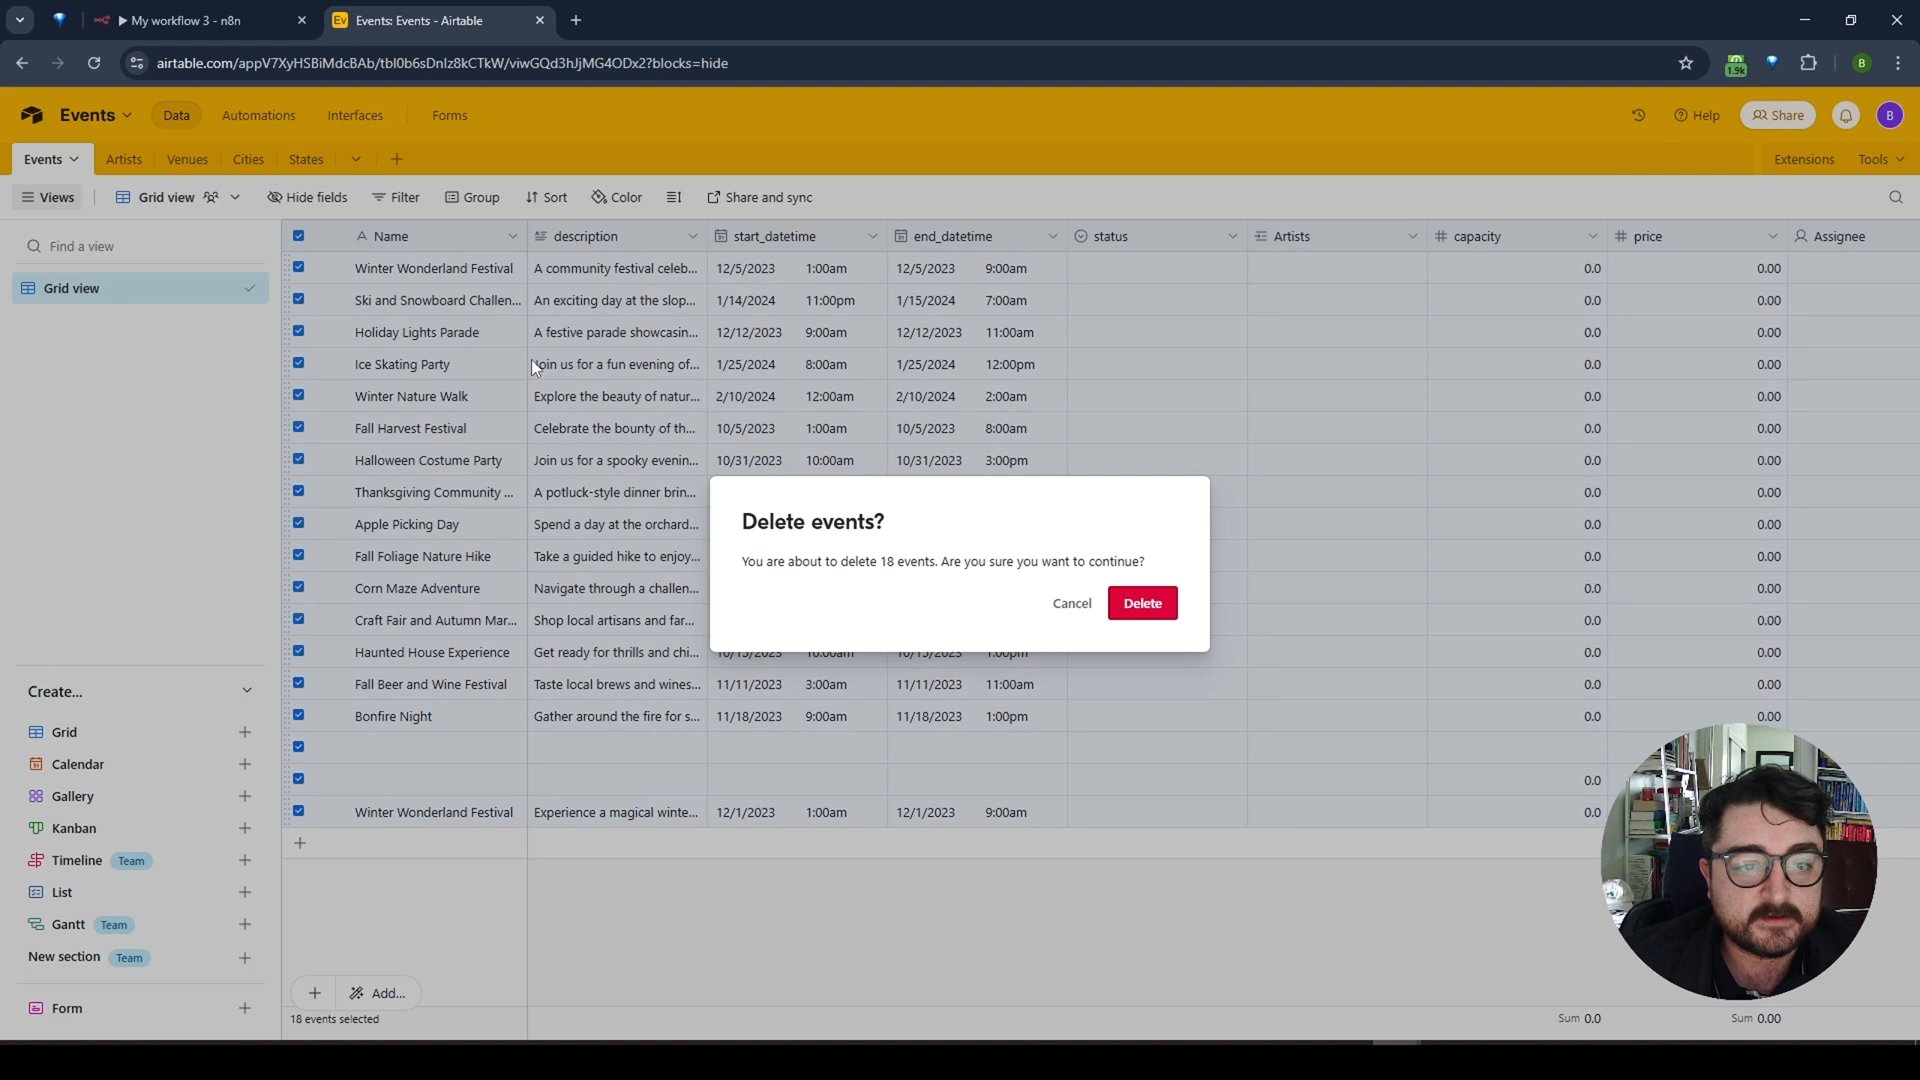 My workflow 3 - n8n
Ev
Events: Events - Airtable
airtable.com/appV7XyHSBiMdcBAb/tbl0b6sDnIz8kCTkW/viwGQd3hJjMG4ODx2?blocks=hide
1.9k
B
Events
Data
Automations
Interfaces
Forms
Help
Share
B
Events
Artists
Venues
Cities
States
Extensions
Tools
Views
Grid view
Hide fields
Filter
Group
Sort
Color
Share and sync
Find a view
Grid view
Create...
Grid
Calendar
Gallery
Kanban
Timeline Team
List
Gantt Team
New section Team
Form
Name description start_datetime end_datetime status Artists capacity price Assignee
Winter Wonderland Festival A community festival celeb... 12/5/2023 1:00am 12/5/2023 9:00am 0.0 0.00
Ski and Snowboard Challen... An exciting day at the slop... 1/14/2024 11:00pm 1/15/2024 7:00am 0.0 0.00
Holiday Lights Parade A festive parade showcasin... 12/12/2023 9:00am 12/12/2023 11:00am 0.0 0.00
Ice Skating Party Join us for a fun evening of... 1/25/2024 8:00am 1/25/2024 12:00pm 0.0 0.00
Winter Nature Walk Explore the beauty of natur... 2/10/2024 12:00am 2/10/2024 2:00am 0.0 0.00
Fall Harvest Festival Celebrate the bounty of th... 10/5/2023 1:00am 10/5/2023 8:00am 0.0 0.00
Halloween Costume Party Join us for a spooky evenin... 10/31/2023 10:00am 10/31/2023 3:00pm 0.0 0.00
Thanksgiving Community ... A potluck-style dinner brin... 0.0 0.00
Apple Picking Day Spend a day at the orchard... 0.0 0.00
Fall Foliage Nature Hike Take a guided hike to enjoy... 0.0 0.00
Corn Maze Adventure Navigate through a challen... 0.0 0.00
Craft Fair and Autumn Mar... Shop local artisans and far... 0.0 0.00
Haunted House Experience Get ready for thrills and chi... 10/15/2023 10:00am 10/15/2023 1:00pm 0.0 0.00
Fall Beer and Wine Festival Taste local brews and wines... 11/11/2023 3:00am 11/11/2023 11:00am 0.0 0.00
Bonfire Night Gather around the fire for s... 11/18/2023 9:00am 11/18/2023 1:00pm 0.0 0.00
0.0
Winter Wonderland Festival Experience a magical winte... 12/1/2023 1:00am 12/1/2023 9:00am 0.0
Delete events?
You are about to delete 18 events. Are you sure you want to continue?
Cancel
Delete
Add...
18 events selected
Sum 0.0
Sum 0.00